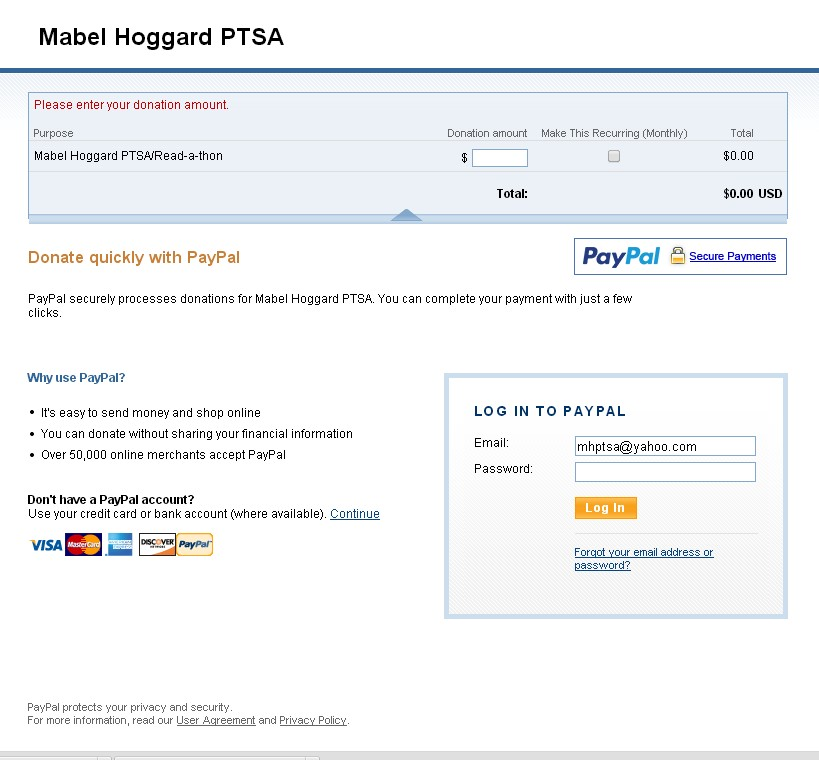 Mabel Hoggard PTSA
Please enter your donation amount.
Purpose Donation amount Make This Recurring (Monthly) Total
Mabel Hoggard PTSA/Read-a-thon $ $0.00
Total: $0.00 USD
Donate quickly with PayPal
PayPal Secure Payments
PayPal securely processes donations for Mabel Hoggard PTSA. You can complete your payment with just a few
clicks.
Why use PayPal?
• It's easy to send money and shop online
• You can donate without sharing your financial information
• Over 50,000 online merchants accept PayPal
Don't have a PayPal account?
Use your credit card or bank account (where available). Continue
VISA MasterCard DISCOVER PayPal
LOG IN TO PAYPAL
Email: mhptsa@yahoo.com
Password:
Log In
Forgot your email address or
password?
PayPal protects your privacy and security.
For more information, read our User Agreement and Privacy Policy.